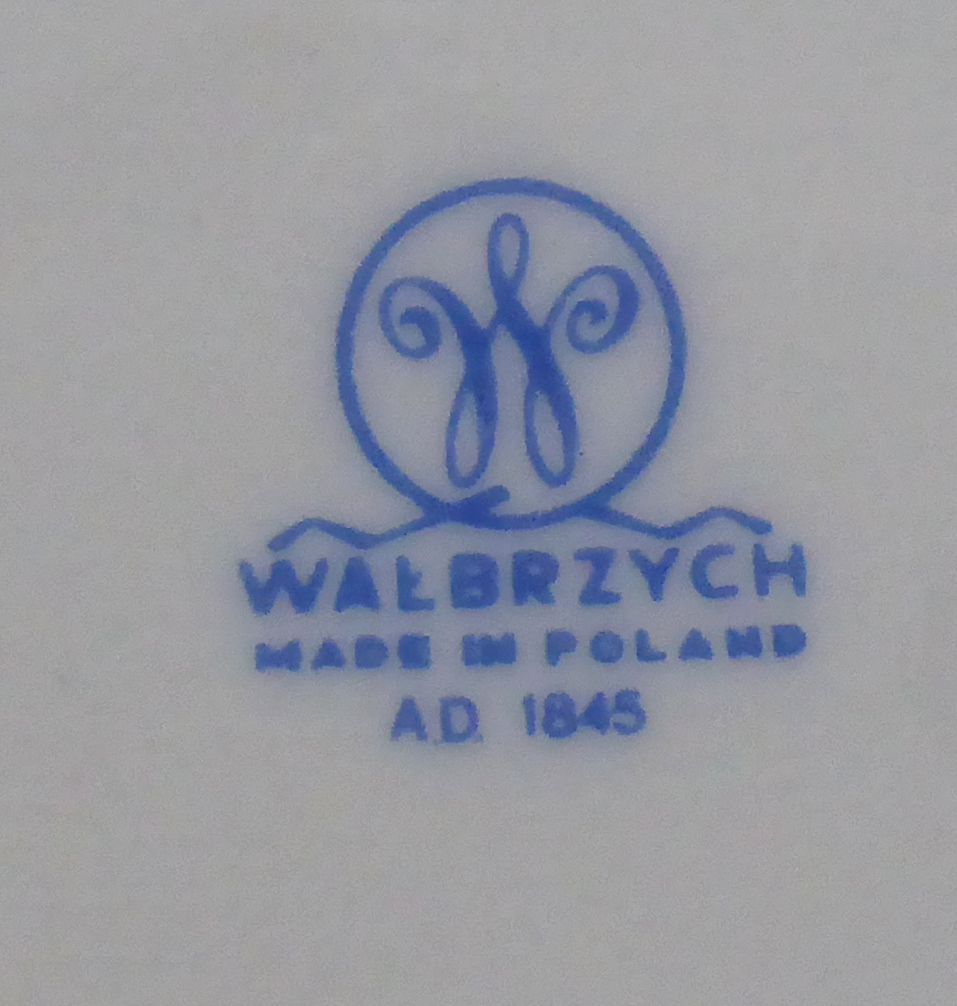 W
WAŁBRZYCH
MADE IN POLAND
A.D. 1845